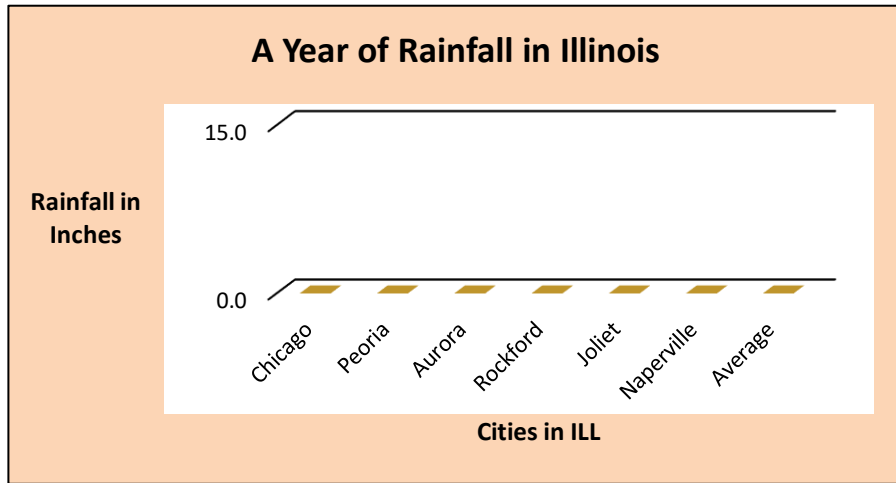 A Year of Rainfall in Illinois
15.0
Rainfall in
Inches
0.0
Chicago
Peoria
Aurora
Rockford
Joliet
Naperville
Average
Cities in ILL